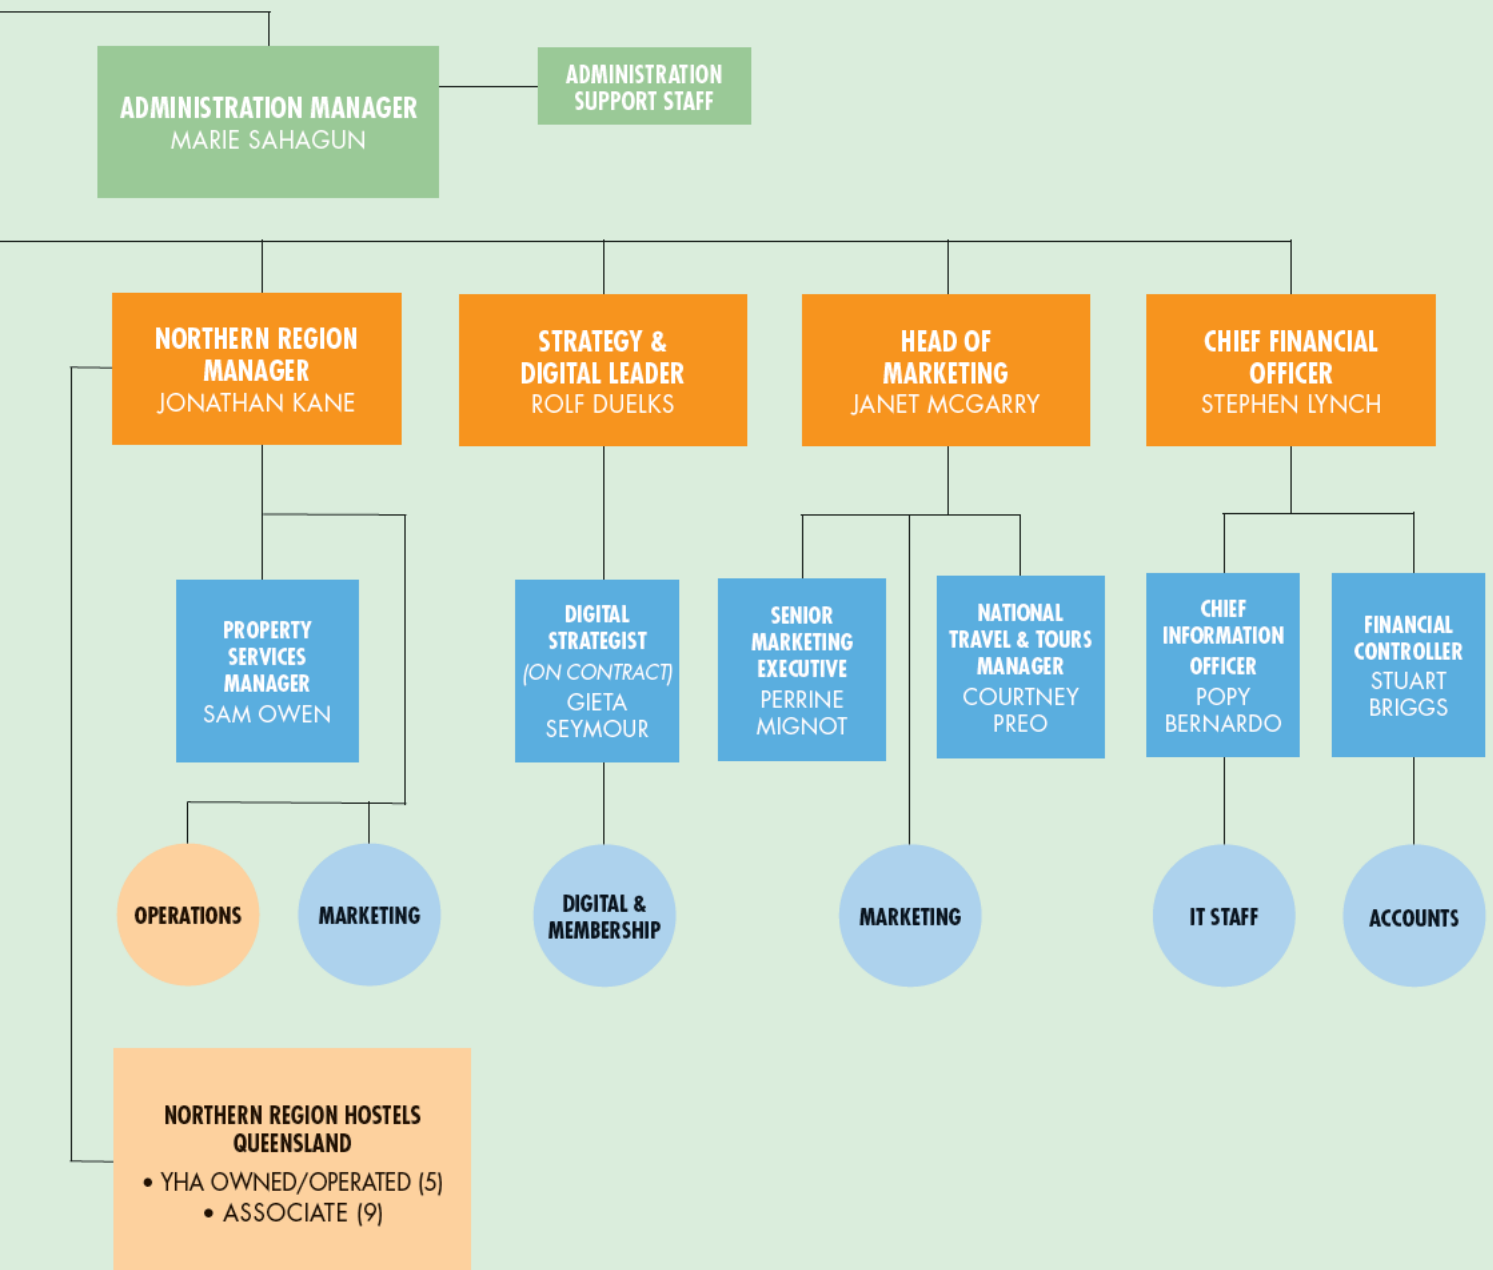 ADMINISTRATION MANAGER
MARIE SAHAGUN
ADMINISTRATION
SUPPORT STAFF
NORTHERN REGION
MANAGER
JONATHAN KANE
STRATEGY &
DIGITAL LEADER
ROLF DUELKS
HEAD OF
MARKETING
JANET MCGARRY
CHIEF FINANCIAL
OFFICER
STEPHEN LYNCH
PROPERTY
SERVICES
MANAGER
SAM OWEN
DIGITAL
STRATEGIST
(ON CONTRACT)
GIETA
SEYMOUR
SENIOR
MARKETING
EXECUTIVE
PERRINE
MIGNOT
NATIONAL
TRAVEL & TOURS
MANAGER
COURTNEY
PREO
CHIEF
INFORMATION
OFFICER
POPY
BERNARDO
FINANCIAL
CONTROLLER
STUART
BRIGGS
OPERATIONS
MARKETING
DIGITAL &
MEMBERSHIP
MARKETING
IT STAFF
ACCOUNTS
NORTHERN REGION HOSTELS
QUEENSLAND
• YHA OWNED/OPERATED (5)
• ASSOCIATE (9)